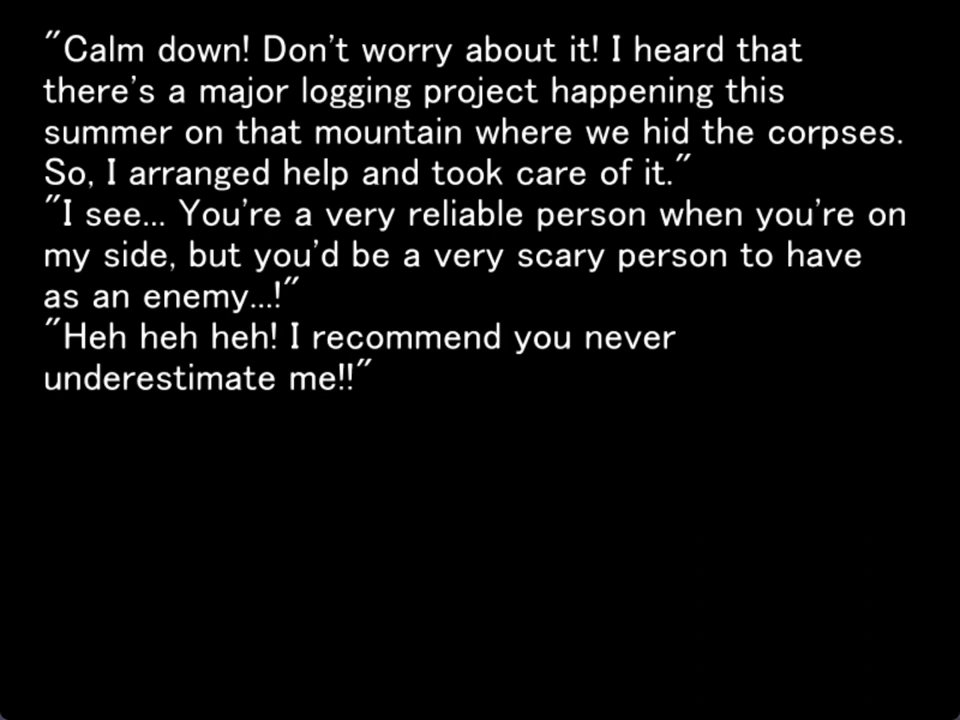 "Calm down! Don't worry about it! I heard that
there's a major logging project happening this
summer on that mountain where we hid the corpses.
So, I arranged help and took care of it."
"I see... You're a very reliable person when you're on
my side, but you'd be a very scary person to have
as an enemy...!"
"Heh heh heh! I recommend you never
underestimate me!!"